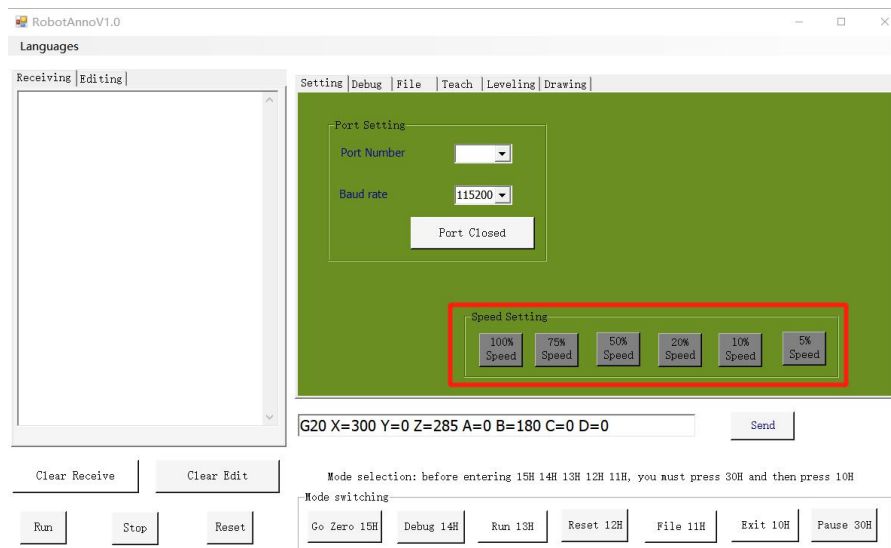 RobotAnnoV1.0
Languages
Receiving Editing
Setting Debug File Teach Leveling Drawing
Port Setting
Port Number
Baud rate 115200
Port Closed
Speed Setting
100% Speed 75% Speed 50% Speed 20% Speed 10% Speed 5% Speed
G20 X=300 Y=0 Z=285 A=0 B=180 C=0 D=0
Send
Clear Receive Clear Edit
Mode selection: before entering 15H 14H 13H 12H 11H, you must press 30H and then press 10H
Mode switching
Run Stop Reset
Go Zero 15H Debug 14H Run 13H Reset 12H File 11H Exit 10H Pause 30H